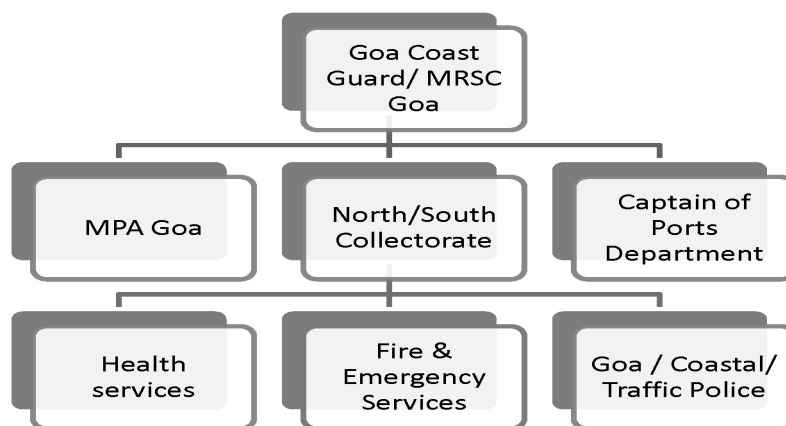 Goa Coast
Guard/ MRSC
Goa
MPA Goa
North/South
Collectorate
Captain of
Ports
Department
Health
services
Fire &
Emergency
Services
Goa / Coastal/
Traffic Police